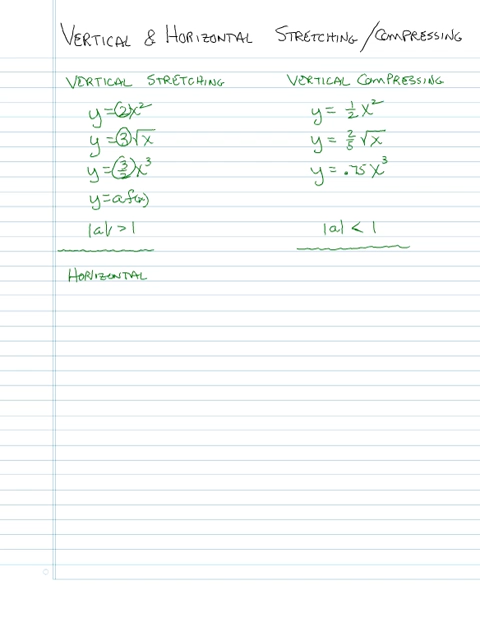 VERTICAL & HORIZONTAL STRETCHING/COMPRESSING
VERTICAL STRETCHING
y=2x²
y=3√x
y=(3/2)x³
y=af(x)
|a|>1
VERTICAL COMPRESSING
y=½x²
y=⅖√x
y=.75x³
|a|<1
HORIZONTAL